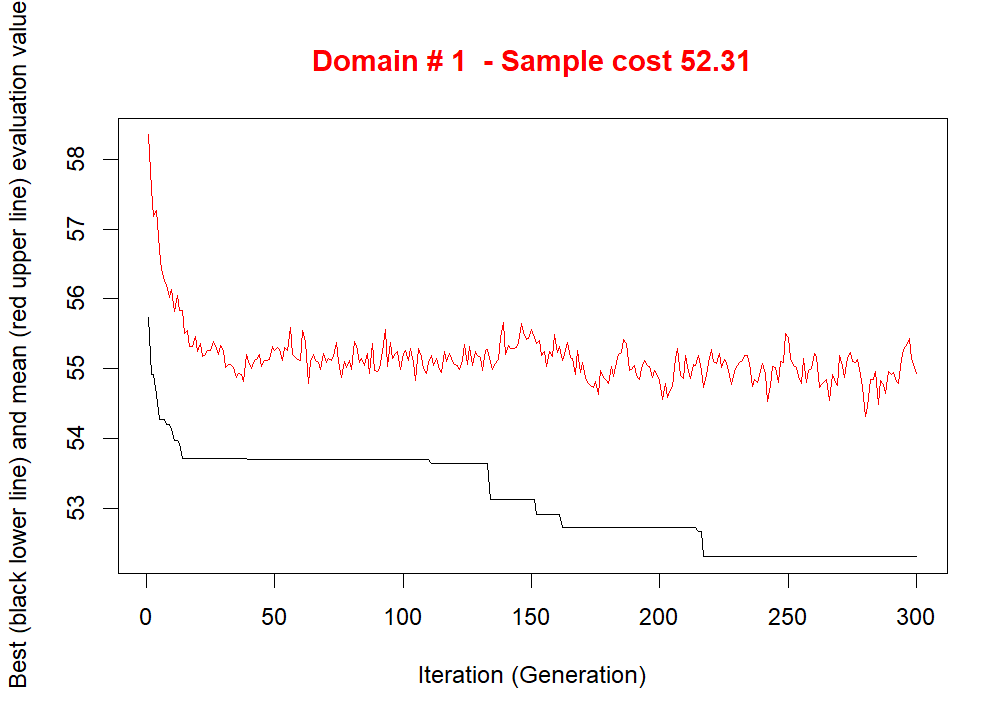 Domain # 1  - Sample cost 52.31
Best (black lower line) and mean (red upper line) evaluation value
58
57
56
55
54
53
0 50 100 150 200 250 300
Iteration (Generation)